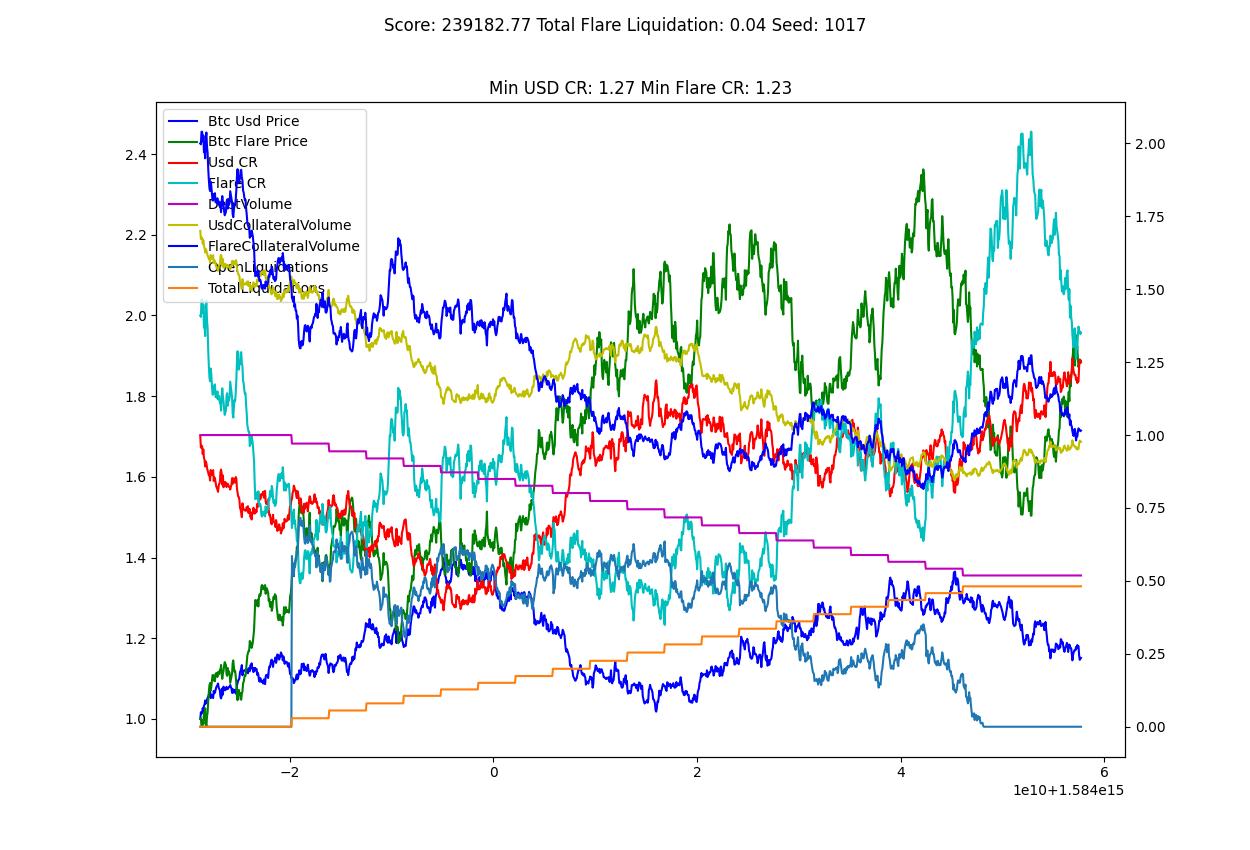 Score: 239182.77 Total Flare Liquidation: 0.04 Seed: 1017
Min USD CR: 1.27 Min Flare CR: 1.23
Btc Usd Price
Btc Flare Price
Usd CR
Flare CR
DebtVolume
UsdCollateralVolume
FlareCollateralVolume
OpenLiquidations
TotalLiquidations
2.4
2.2
2.0
1.8
1.6
1.4
1.2
1.0
2.00
1.75
1.50
1.25
1.00
0.75
0.50
0.25
0.00
−2
0
2
4
6
1e10+1.584e15